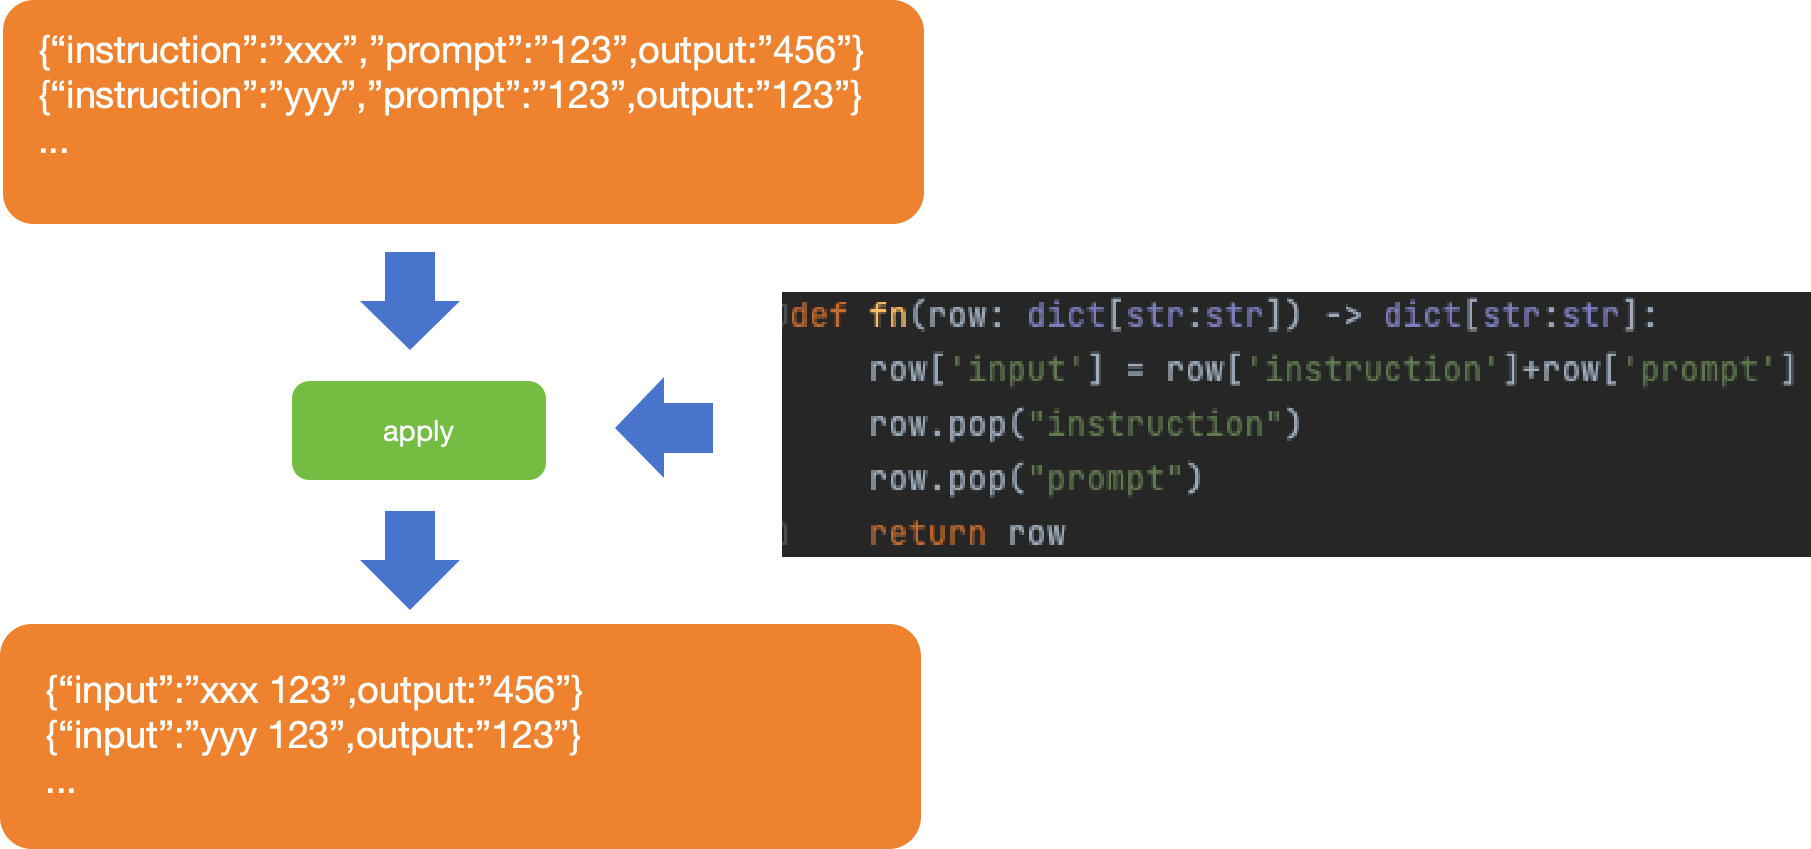 {“instruction”:”xxx”,”prompt”:”123”,output:”456”}
{“instruction”:”yyy”,”prompt”:”123”,output:”123”}
...
apply
def fn(row: dict[str:str]) -> dict[str:str]:
row['input'] = row['instruction']+row['prompt']
row.pop("instruction")
row.pop("prompt")
return row
{“input”:”xxx 123”,output:”456”}
{“input”:”yyy 123”,output:”123”}
...